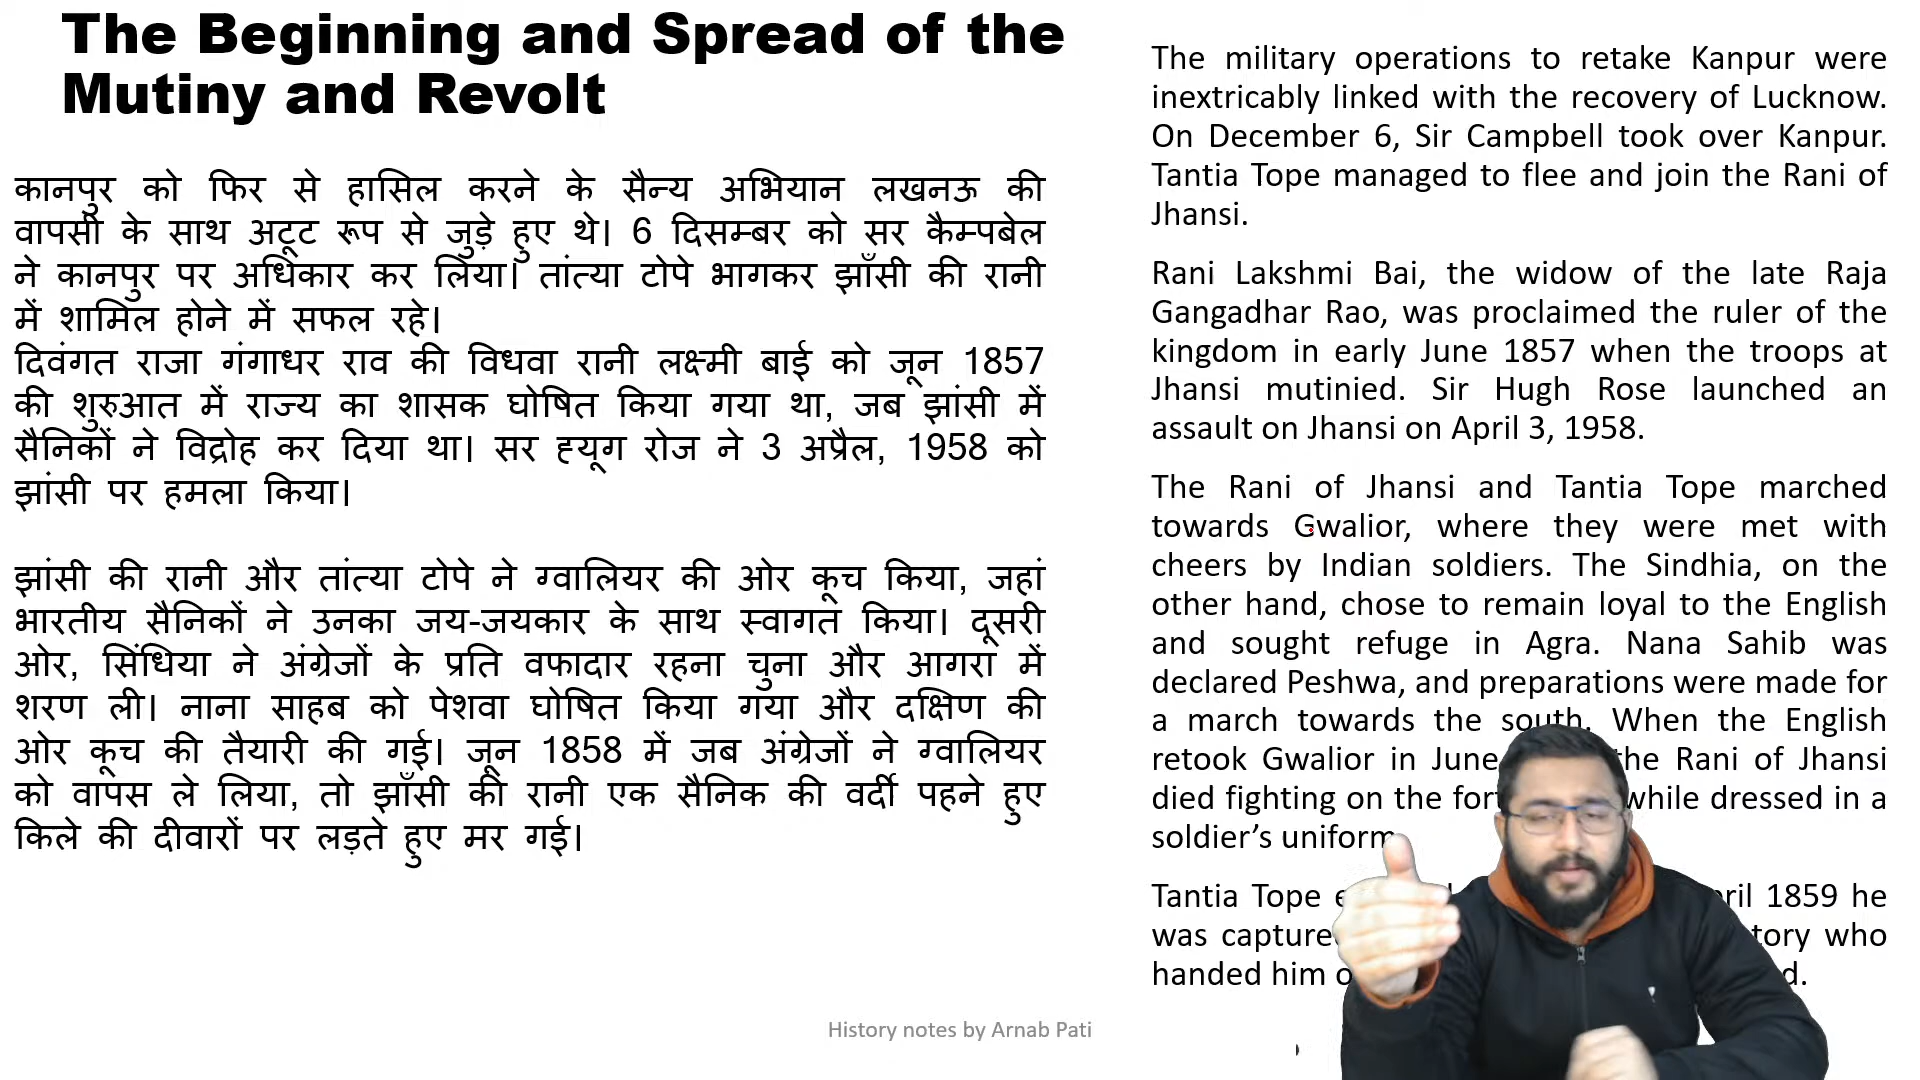 The Beginning and Spread of the
Mutiny and Revolt
कानपुर को फिर से हासिल करने के सैन्य अभियान लखनऊ की
वापसी के साथ अटूट रूप से जुड़े हुए थे। 6 दिसम्बर को सर कैम्पबेल
ने कानपुर पर अधिकार कर लिया। तांत्या टोपे भागकर झाँसी की रानी
में शामिल होने में सफल रहे।
दिवंगत राजा गंगाधर राव की विधवा रानी लक्ष्मी बाई को जून 1857
की शुरुआत में राज्य का शासक घोषित किया गया था, जब झांसी में
सैनिकों ने विद्रोह कर दिया था। सर ह्यूग रोज ने 3 अप्रैल, 1958 को
झांसी पर हमला किया।
झांसी की रानी और तांत्या टोपे ने ग्वालियर की ओर कूच किया, जहां
भारतीय सैनिकों ने उनका जय-जयकार के साथ स्वागत किया। दूसरी
ओर, सिंधिया ने अंग्रेजों के प्रति वफादार रहना चुना और आगरा में
शरण ली। नाना साहब को पेशवा घोषित किया गया और दक्षिण की
ओर कूच की तैयारी की गई। जून 1858 में जब अंग्रेजों ने ग्वालियर
को वापस ले लिया, तो झाँसी की रानी एक सैनिक की वर्दी पहने हुए
किले की दीवारों पर लड़ते हुए मर गई।
The military operations to retake Kanpur were
inextricably linked with the recovery of Lucknow.
On December 6, Sir Campbell took over Kanpur.
Tantia Tope managed to flee and join the Rani of
Jhansi.
Rani Lakshmi Bai, the widow of the late Raja
Gangadhar Rao, was proclaimed the ruler of the
kingdom in early June 1857 when the troops at
Jhansi mutinied. Sir Hugh Rose launched an
assault on Jhansi on April 3, 1958.
The Rani of Jhansi and Tantia Tope marched
towards Gwalior, where they were met with
cheers by Indian soldiers. The Sindhia, on the
other hand, chose to remain loyal to the English
and sought refuge in Agra. Nana Sahib was
declared Peshwa, and preparations were made for
a march towards the south. When the English
retook Gwalior in June the Rani of Jhansi
died fighting on the while dressed in a
soldier’s uniform
Tantia Tope 1859 he
was who
handed him
History notes by Arnab Pati